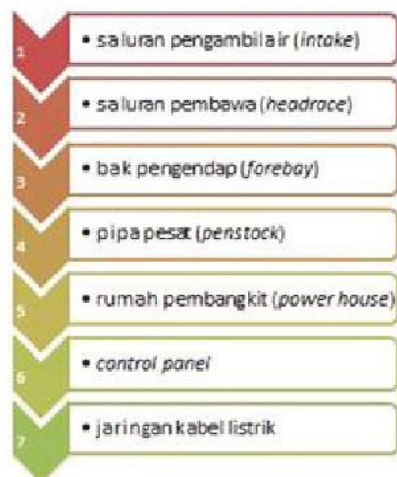 1 • saluran pengambil air (intake)
2 • saluran pembawa (headrace)
3 • bak pengendap (forebay)
4 • pipa pesat (penstock)
5 • rumah pembangkit (power house)
6 • control panel
7 • jaringan kabel listrik